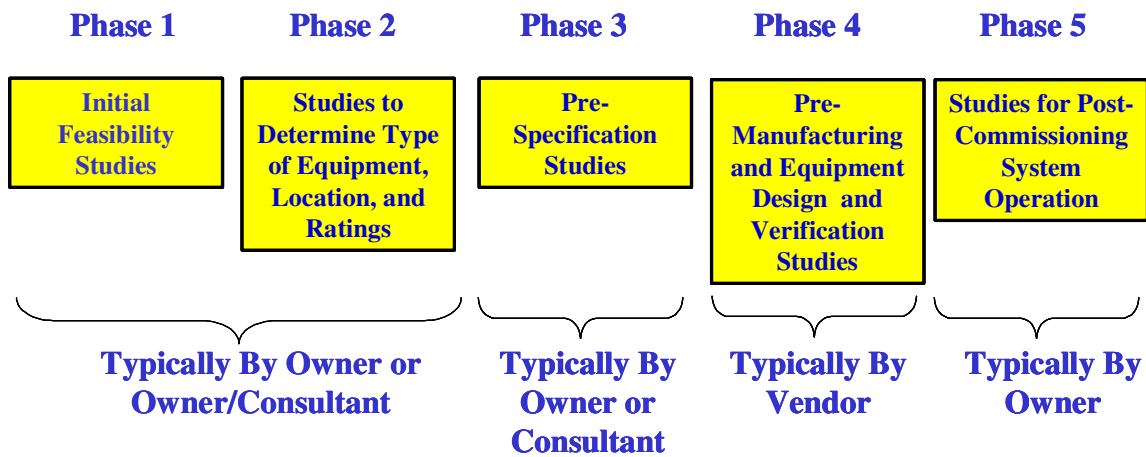 Phase 1
Phase 2
Phase 3
Phase 4
Phase 5
Initial
Feasibility
Studies
Studies to
Determine Type
of Equipment,
Location, and
Ratings
Pre-
Specification
Studies
Pre-
Manufacturing
and Equipment
Design and
Verification
Studies
Studies for Post-
Commissioning
System
Operation
Typically By Owner or
Owner/Consultant
Typically By
Owner or
Consultant
Typically By
Vendor
Typically By
Owner